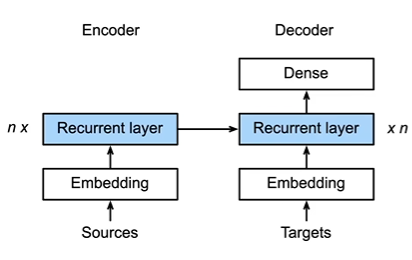 Encoder
Decoder
Dense
n x
Recurrent layer
Recurrent layer
x n
Embedding
Embedding
Sources
Targets